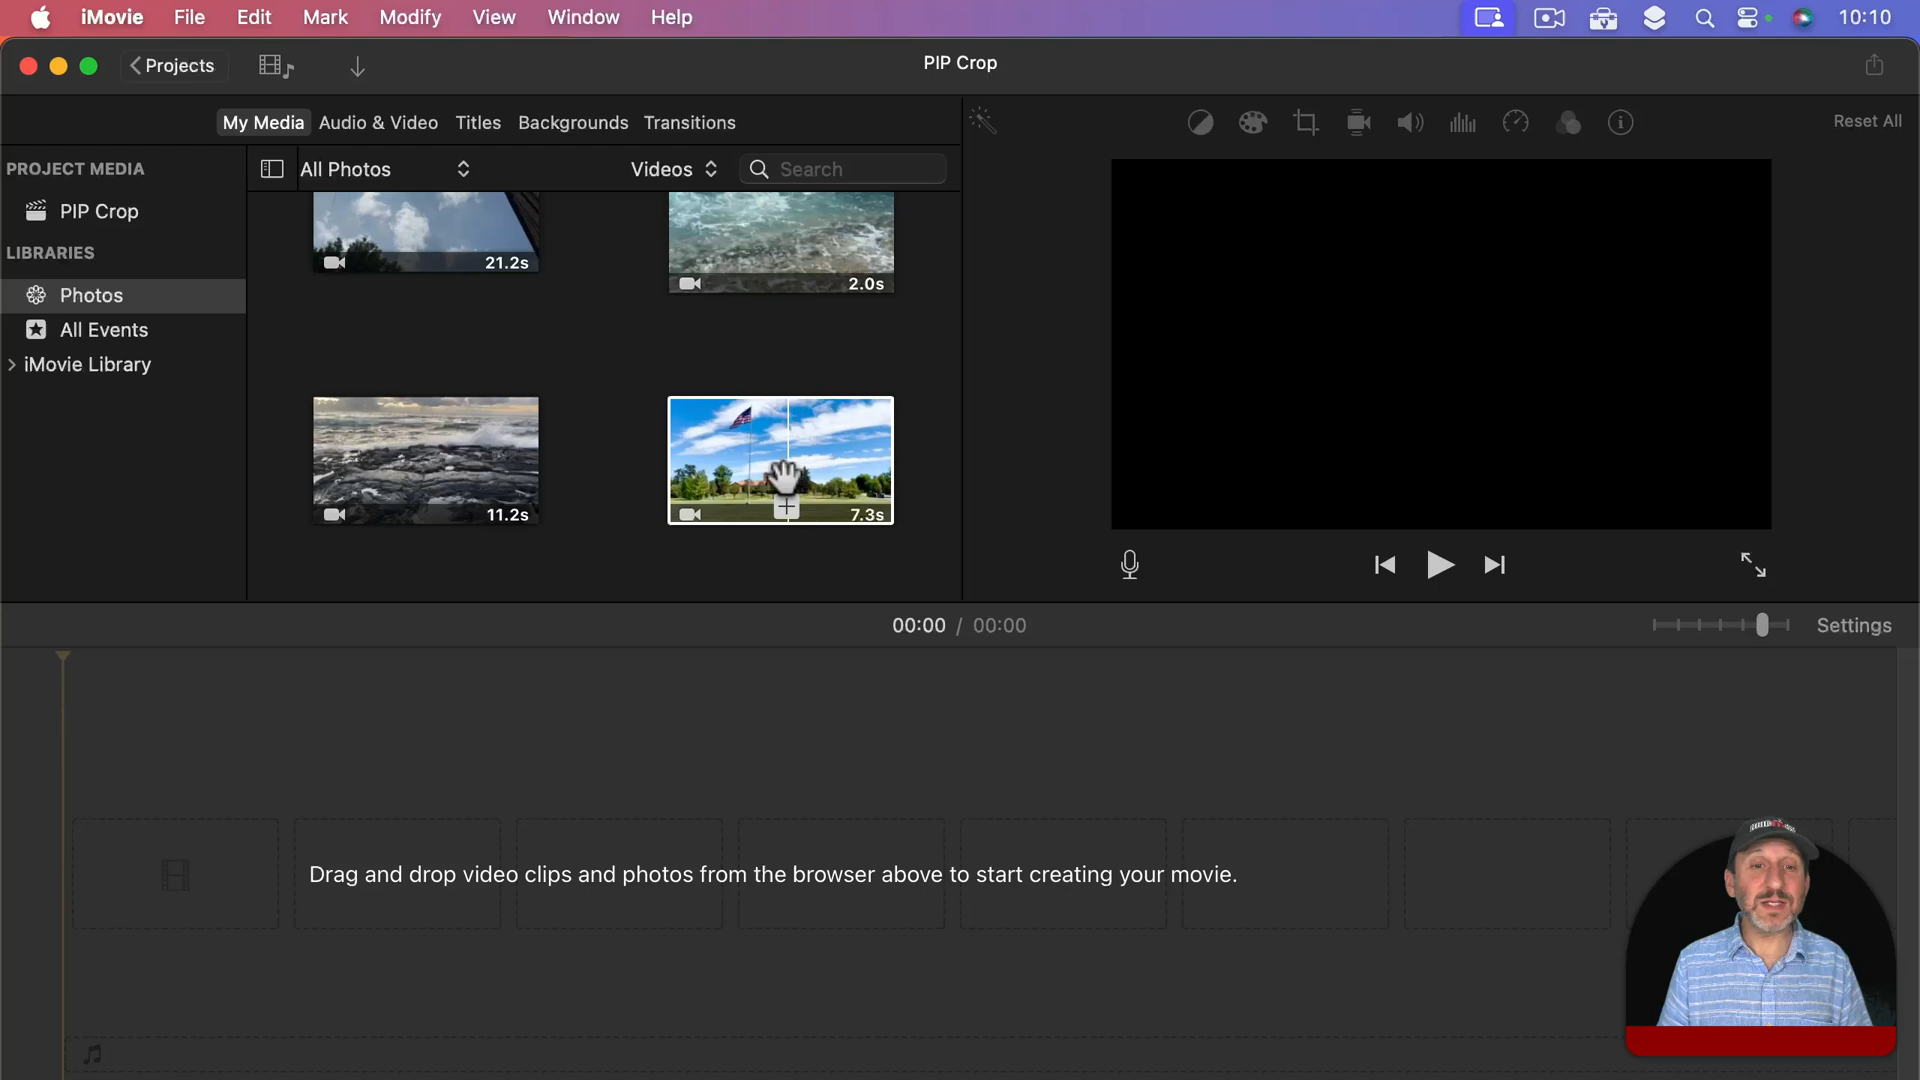 iMovie File Edit Mark Modify View Window Help 10:10
Projects PIP Crop
My Media Audio & Video Titles Backgrounds Transitions Reset All
PROJECT MEDIA
All Photos Videos Search
PIP Crop
LIBRARIES
Photos
All Events
iMovie Library
21.2s
2.0s
11.2s
7.3s
00:00 / 00:00 Settings
Drag and drop video clips and photos from the browser above to start creating your movie.